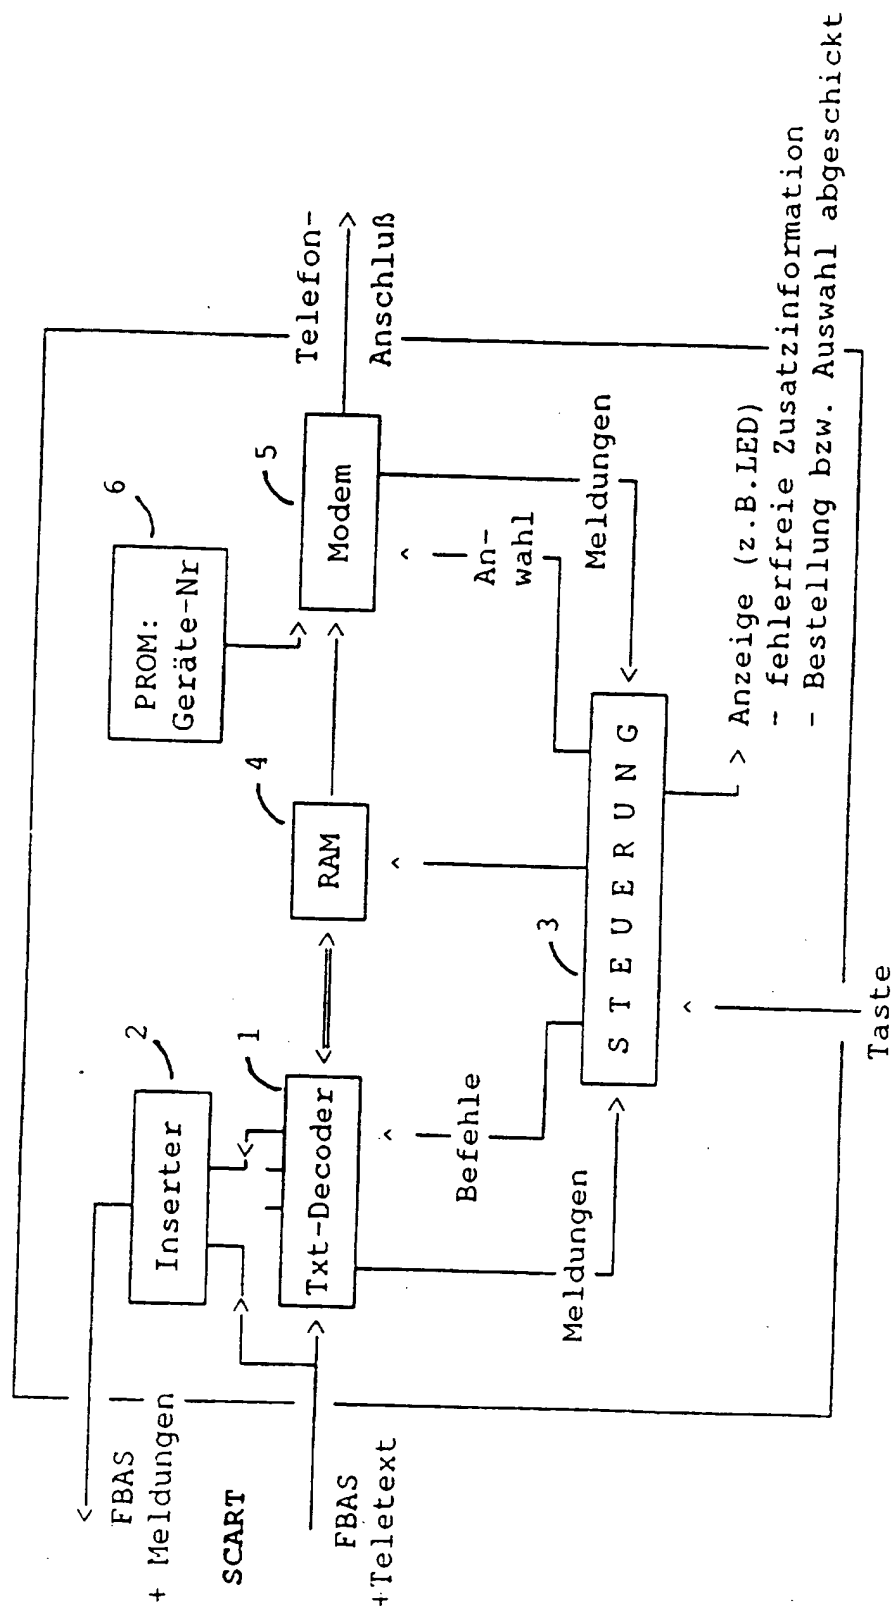 FBAS
+ Meldungen
SCART
FBAS
+Teletext
Inserter
2
Txt-Decoder
1
RAM
4
PROM:
Geräte-Nr
6
Modem
5
Telefon-
Anschluß
Meldungen
Befehle
An-
wahl
Meldungen
STEUERUNG
3
Taste
Anzeige (z.B.LED)
- fehlerfreie Zusatzinformation
- Bestellung bzw. Auswahl abgeschickt